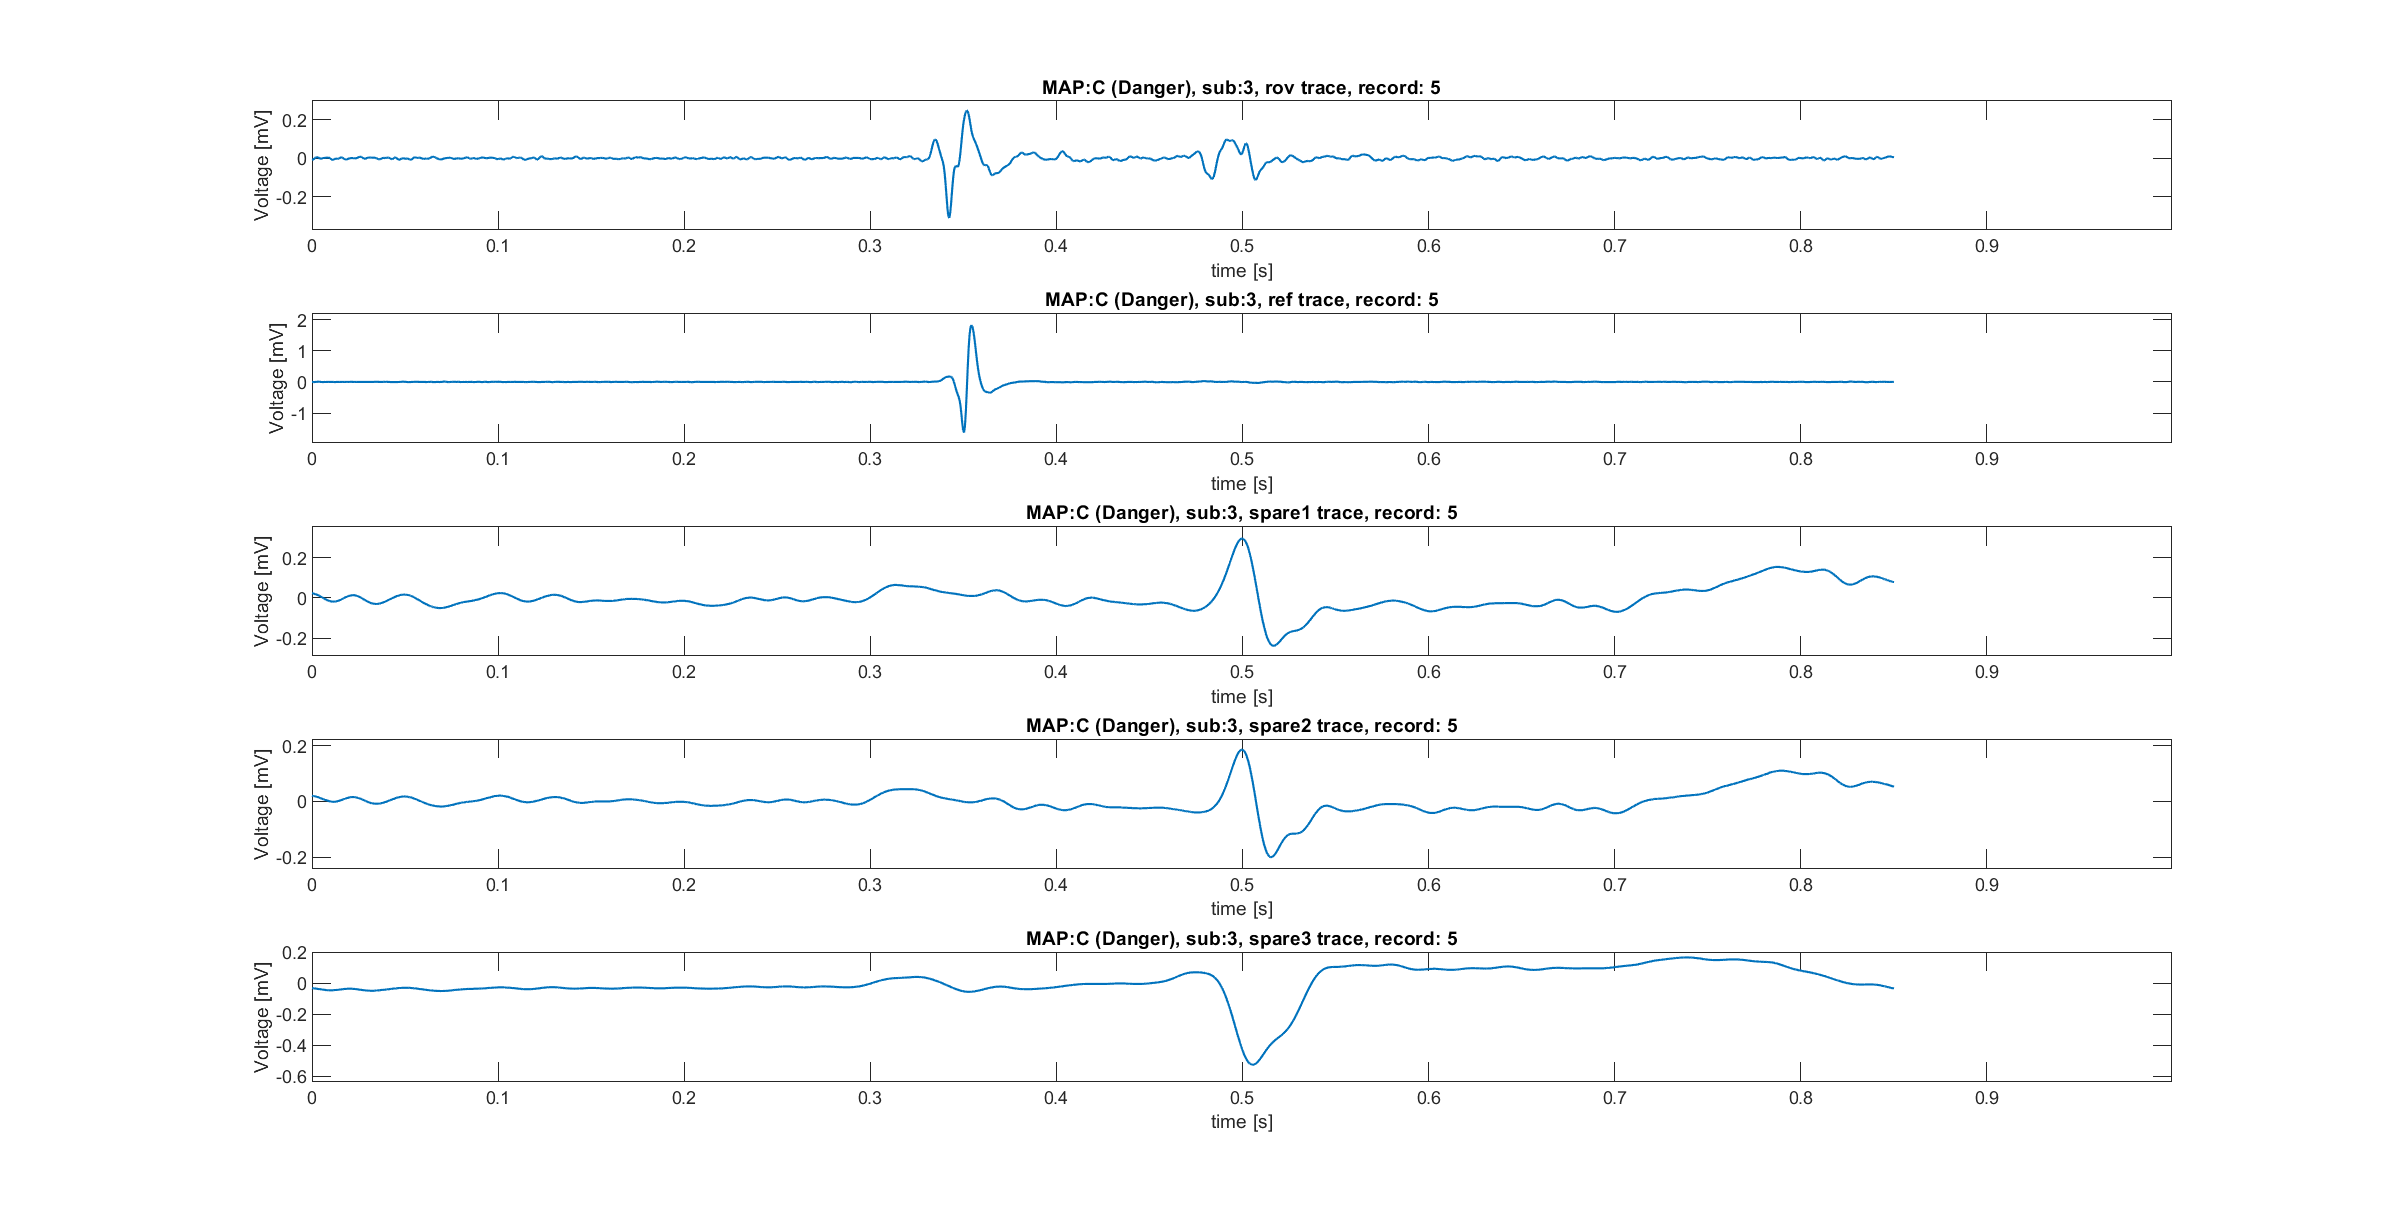 MAP:C (Danger), sub:3, rov trace, record: 5
Voltage [mV]
0.2
0
-0.2
0 0.1 0.2 0.3 0.4 0.5 0.6 0.7 0.8 0.9
time [s]
MAP:C (Danger), sub:3, ref trace, record: 5
Voltage [mV]
2
1
0
-1
0 0.1 0.2 0.3 0.4 0.5 0.6 0.7 0.8 0.9
time [s]
MAP:C (Danger), sub:3, spare1 trace, record: 5
Voltage [mV]
0.2
0
-0.2
0 0.1 0.2 0.3 0.4 0.5 0.6 0.7 0.8 0.9
time [s]
MAP:C (Danger), sub:3, spare2 trace, record: 5
Voltage [mV]
0.2
0
-0.2
0 0.1 0.2 0.3 0.4 0.5 0.6 0.7 0.8 0.9
time [s]
MAP:C (Danger), sub:3, spare3 trace, record: 5
Voltage [mV]
0.2
0
-0.2
-0.4
-0.6
0 0.1 0.2 0.3 0.4 0.5 0.6 0.7 0.8 0.9
time [s]